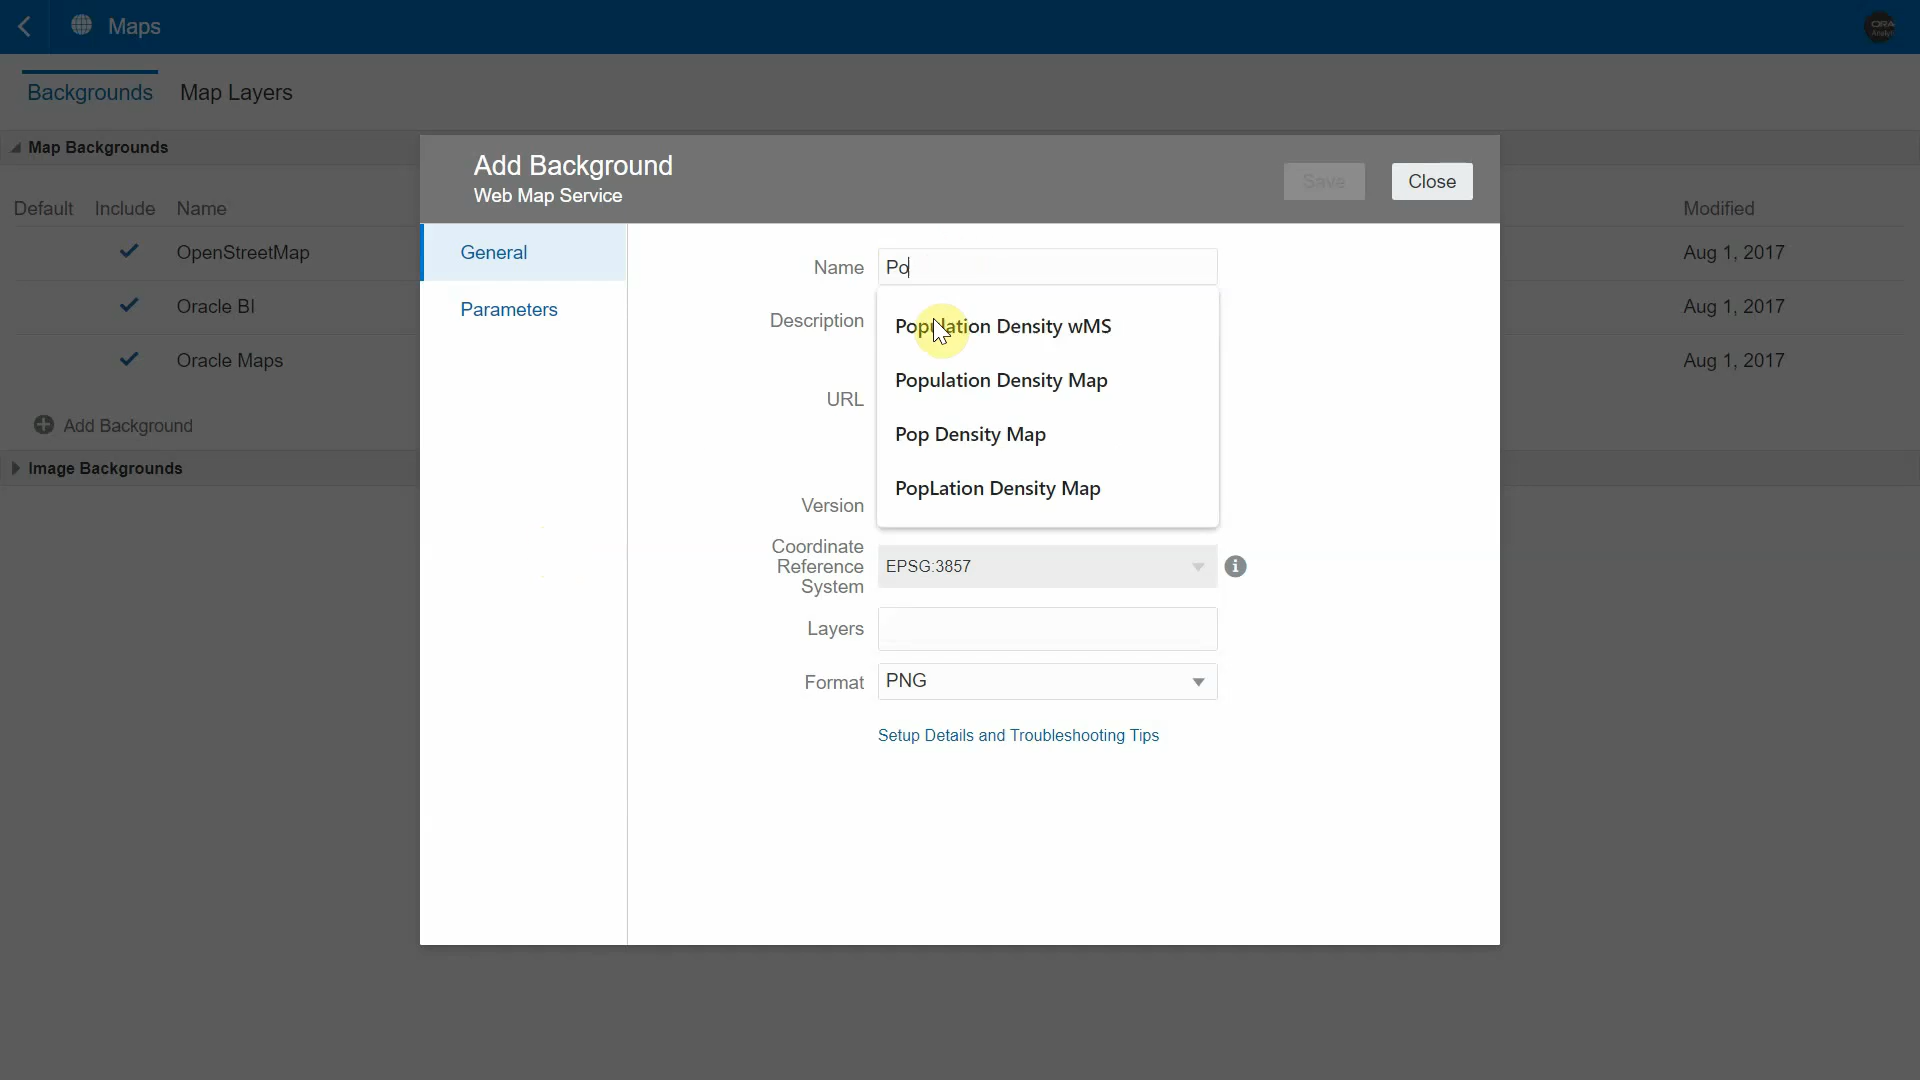 Maps
ORA
Analyti
Backgrounds
Map Layers
Map Backgrounds
Default Include Name Modified
OpenStreetMap Aug 1, 2017
Oracle BI Aug 1, 2017
Oracle Maps Aug 1, 2017
Add Background
Image Backgrounds
Add Background
Web Map Service
Save
Close
General
Parameters
Name Po
Description
Population Density wMS
Population Density Map
Pop Density Map
PopLation Density Map
URL
Version
Coordinate
Reference
System
EPSG:3857
Layers
Format PNG
Setup Details and Troubleshooting Tips